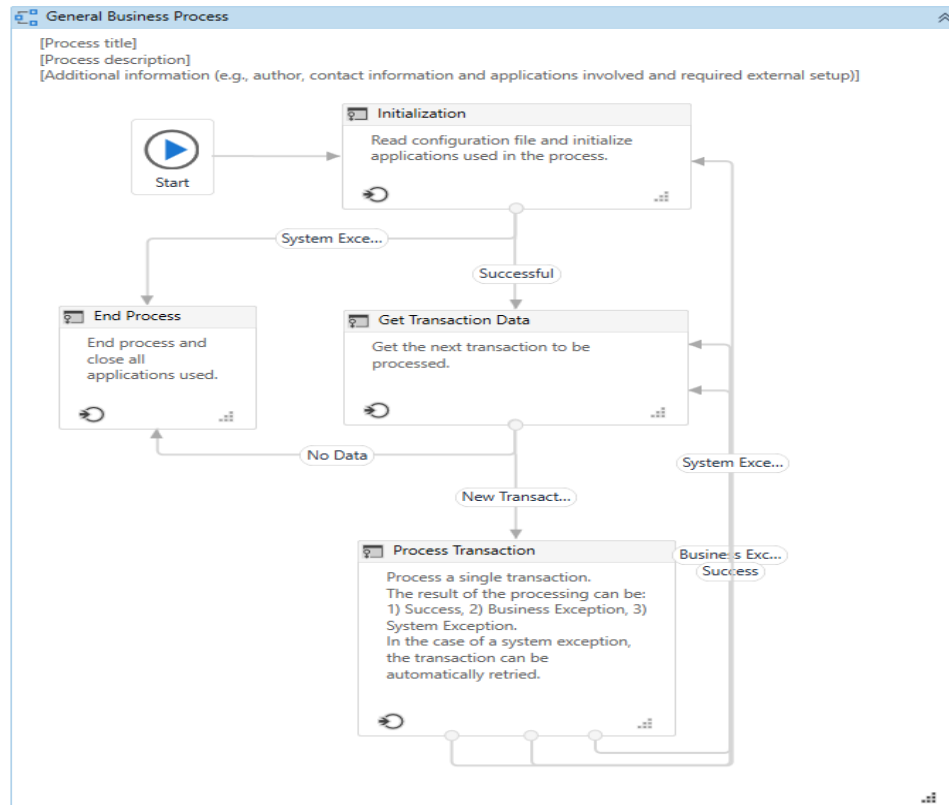 General Business Process
[Process title]
[Process description]
[Additional information (e.g., author, contact information and applications involved and required external setup)]
Initialization
Read configuration file and initialize
applications used in the process.
Start
System Exce...
Successful
End Process
End process and
close all
applications used.
Get Transaction Data
Get the next transaction to be
processed.
No Data
System Exce...
New Transact...
Process Transaction
Process a single transaction.
The result of the processing can be:
1) Success, 2) Business Exception, 3)
System Exception.
In the case of a system exception,
the transaction can be
automatically retried.
Business Exc...
Success